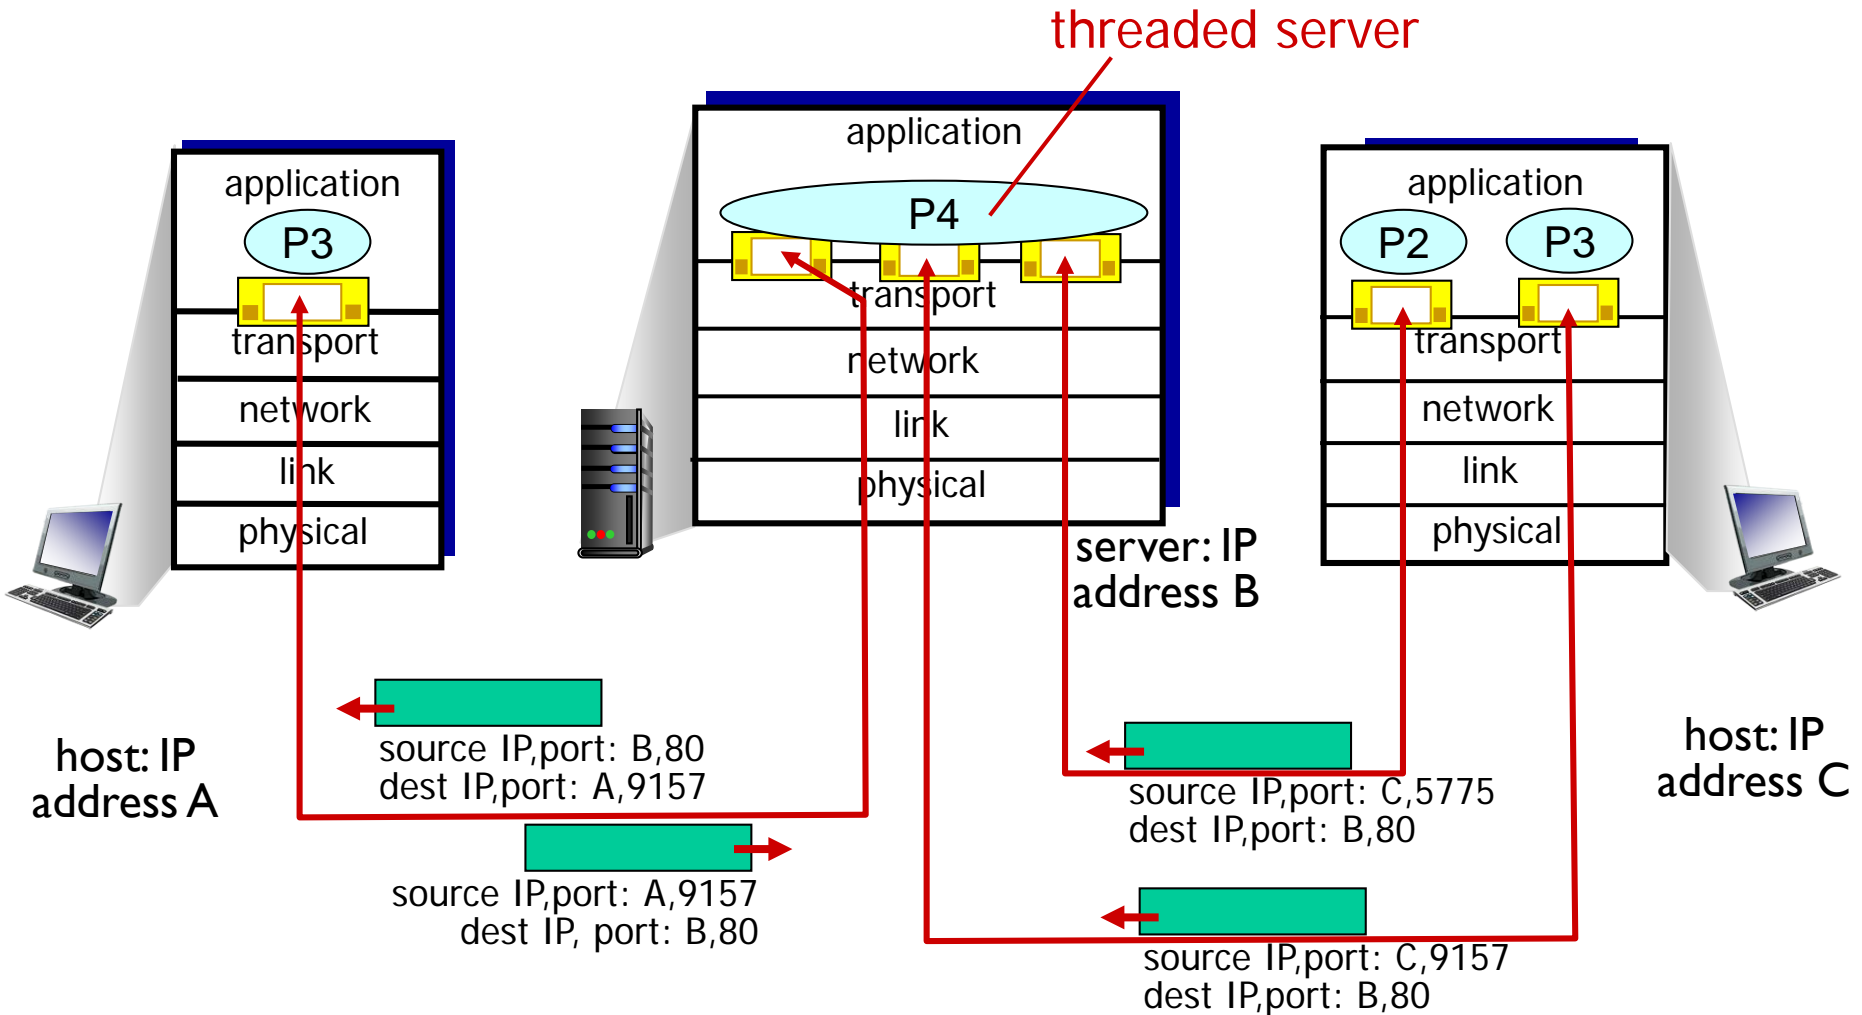 threaded server
application
P3
transport
network
link
physical
application
P4
transport
network
link
physical
application
P2
P3
transport
network
link
physical
server: IP
address B
host: IP
address A
source IP,port: B,80
dest IP,port: A,9157
source IP,port: A,9157
dest IP, port: B,80
source IP,port: C,5775
dest IP,port: B,80
source IP,port: C,9157
dest IP,port: B,80
host: IP
address C